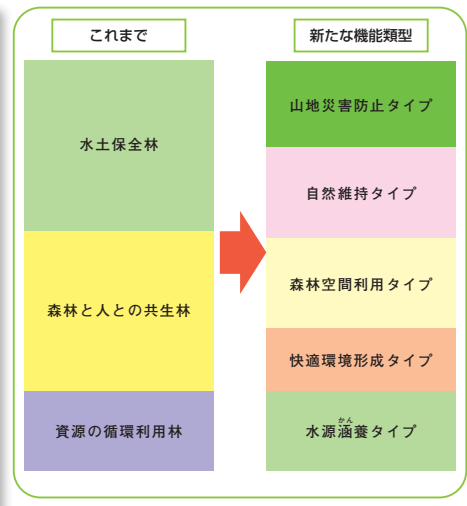 これまで
水土保全林
森林と人との共生林
資源の循環利用林
新たな機能類型
山地災害防止タイプ
自然維持タイプ
森林空間利用タイプ
快適環境形成タイプ
かん
水源涵養タイプ